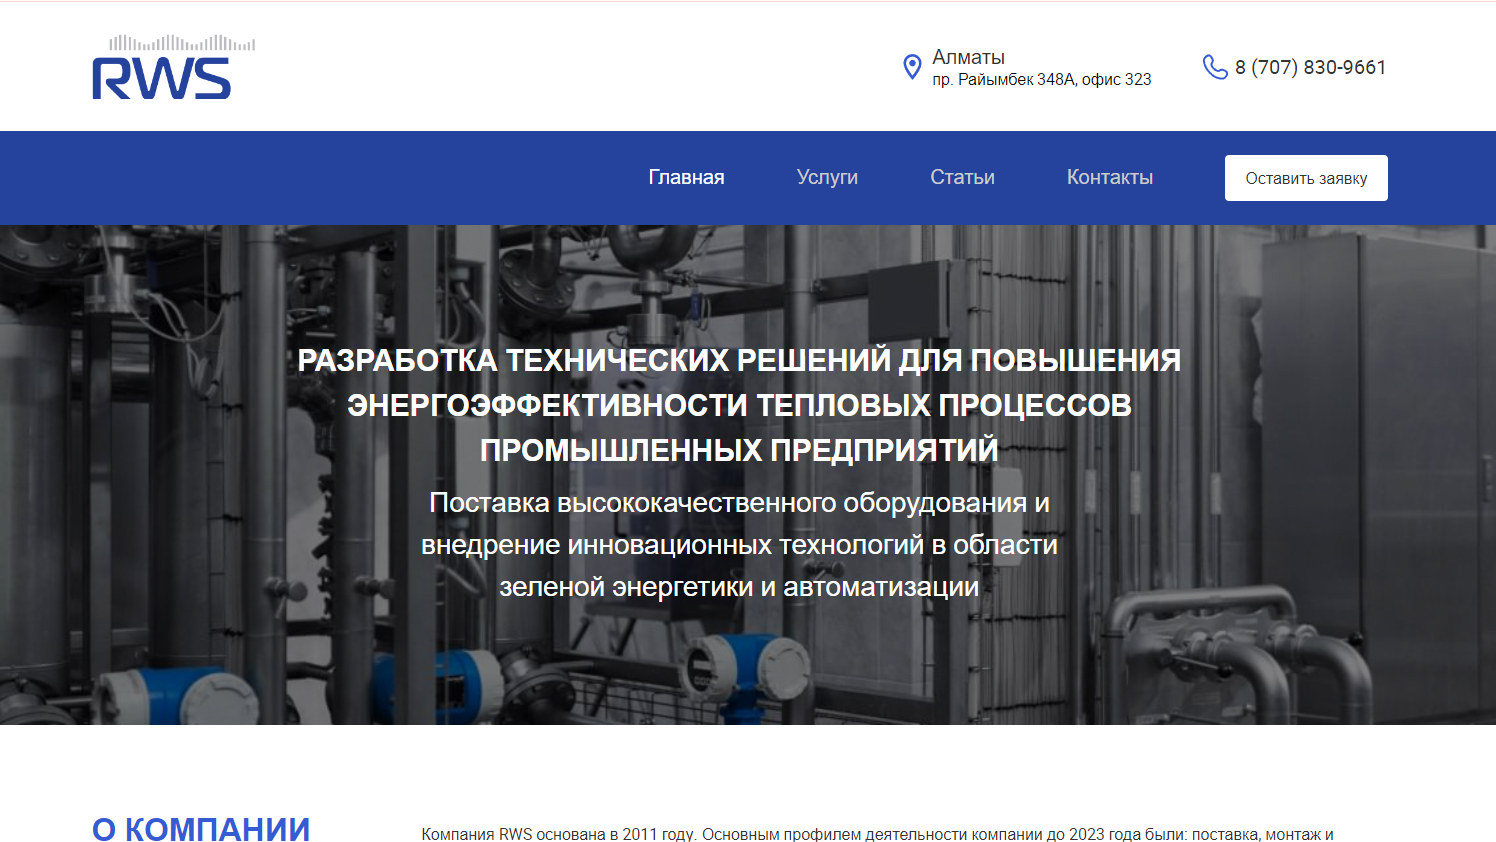 RWS
Алматы
пр. Райымбек 348А, офис 323
8 (707) 830-9661
Главная
Услуги
Статьи
Контакты
Оставить заявку
РАЗРАБОТКА ТЕХНИЧЕСКИХ РЕШЕНИЙ ДЛЯ ПОВЫШЕНИЯ
ЭНЕРГОЭФФЕКТИВНОСТИ ТЕПЛОВЫХ ПРОЦЕССОВ
ПРОМЫШЛЕННЫХ ПРЕДПРИЯТИЙ
Поставка высококачественного оборудования и
внедрение инновационных технологий в области
зеленой энергетики и автоматизации
О КОМПАНИИ
Компания RWS основана в 2011 году. Основным профилем деятельности компании до 2023 года были: поставка, монтаж и